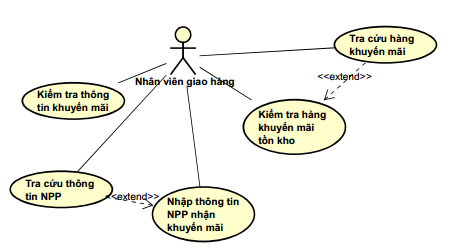 Tra cứu hàng
khuyến mãi
<<extend>>
Nhân viên giao hàng
Kiểm tra thông
tin khuyến mãi
Kiểm tra hàng
khuyến mãi
tồn kho
Tra cứu thông
tin NPP
<<extend>>
Nhập thông tin
NPP nhận
khuyến mãi